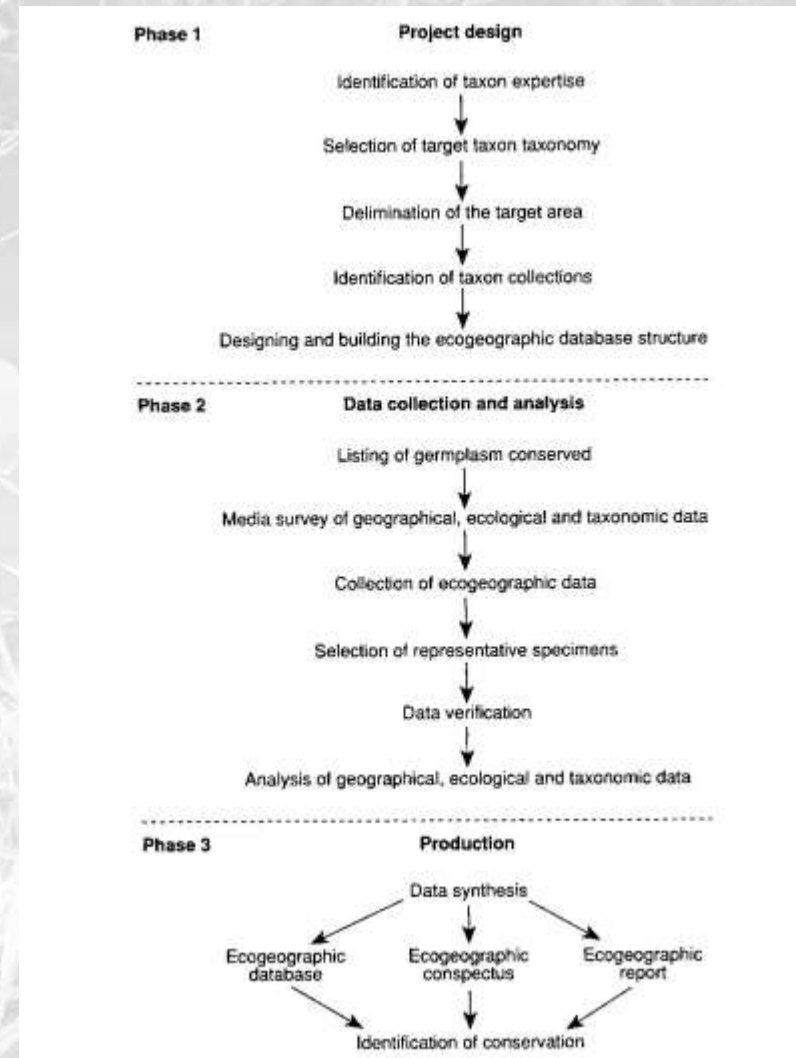 Phase 1 Project design
Identification of taxon expertise
Selection of target taxon taxonomy
Delimination of the target area
Identification of taxon collections
Designing and building the ecogeographic database structure
Phase 2 Data collection and analysis
Listing of germplasm conserved
Media survey of geographical, ecological and taxonomic data
Collection of ecogeographic data
Selection of representative specimens
Data verification
Analysis of geographical, ecological and taxonomic data
Phase 3 Production
Data synthesis
Ecogeographic Ecogeographic Ecogeographic
database conspectus report
Identification of conservation